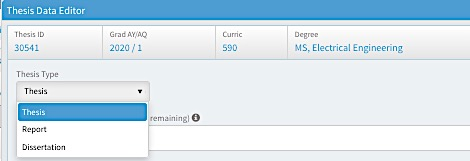 Thesis Data Editor
Thesis ID Grad AY/AQ Curric Degree
30541 2020 / 1 590 MS, Electrical Engineering
Thesis Type
Thesis
Thesis
remaining)
Report
Dissertation